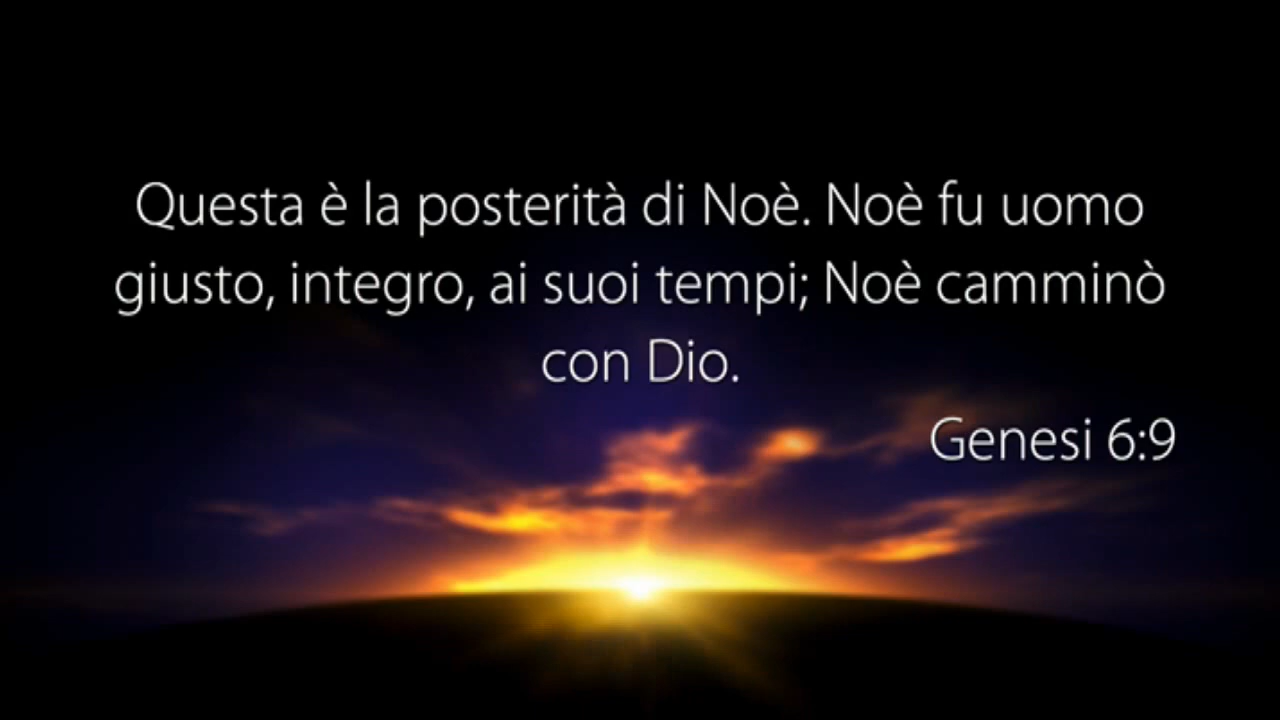 Questa è la posterità di Noè. Noè fu uomo
giusto, integro, ai suoi tempi; Noè camminò
con Dio.
Genesi 6:9